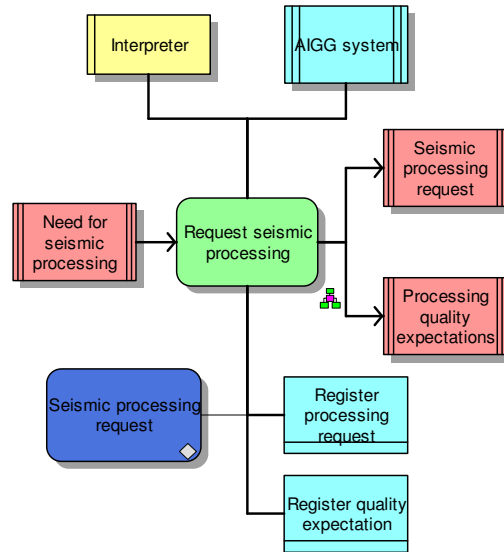 Interpreter
AIGG system
Seismic
processing
request
Need for
seismic
processing
Request seismic
processing
Processing
quality
expectations
Seismic processing
request
Register
processing
request
Register quality
expectation